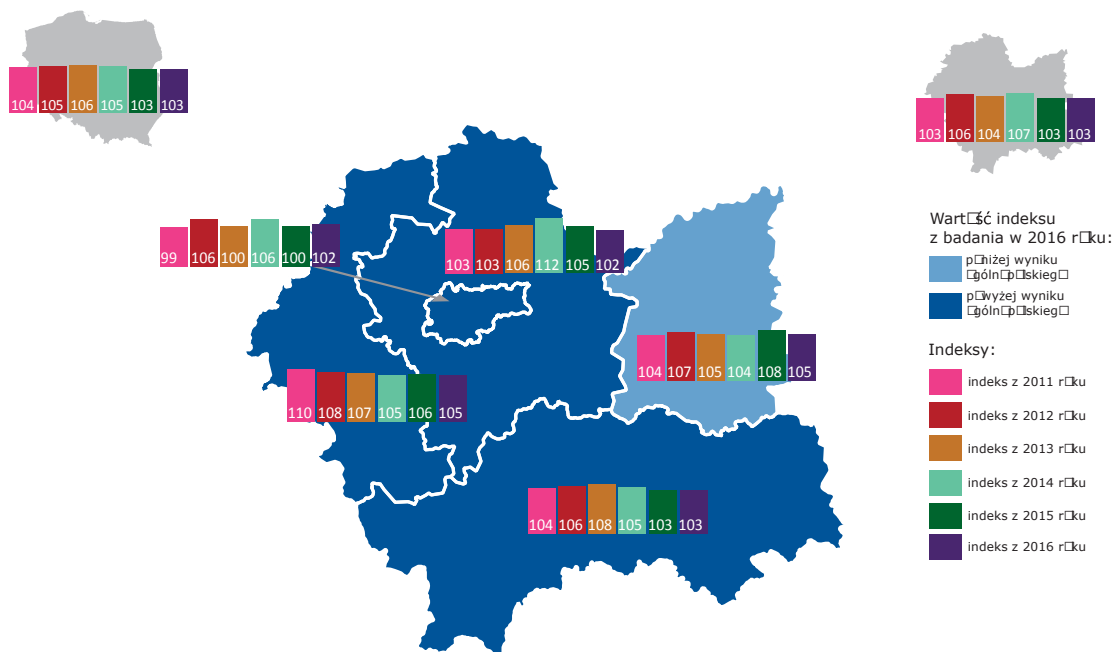 104 105 106 105 103 103
103 106 104 107 103 103
99 106 100 106 100 102
103 103 106 112 105 102
104 107 105 104 108 105
110 108 107 105 106 105
104 106 108 105 103 103
Wart□ść indeksu
z badania w 2016 r□ku:
p□niżej wyniku
□góln□p□lskieg□
p□wyżej wyniku
□góln□p□lskieg□
Indeksy:
indeks z 2011 r□ku
indeks z 2012 r□ku
indeks z 2013 r□ku
indeks z 2014 r□ku
indeks z 2015 r□ku
indeks z 2016 r□ku